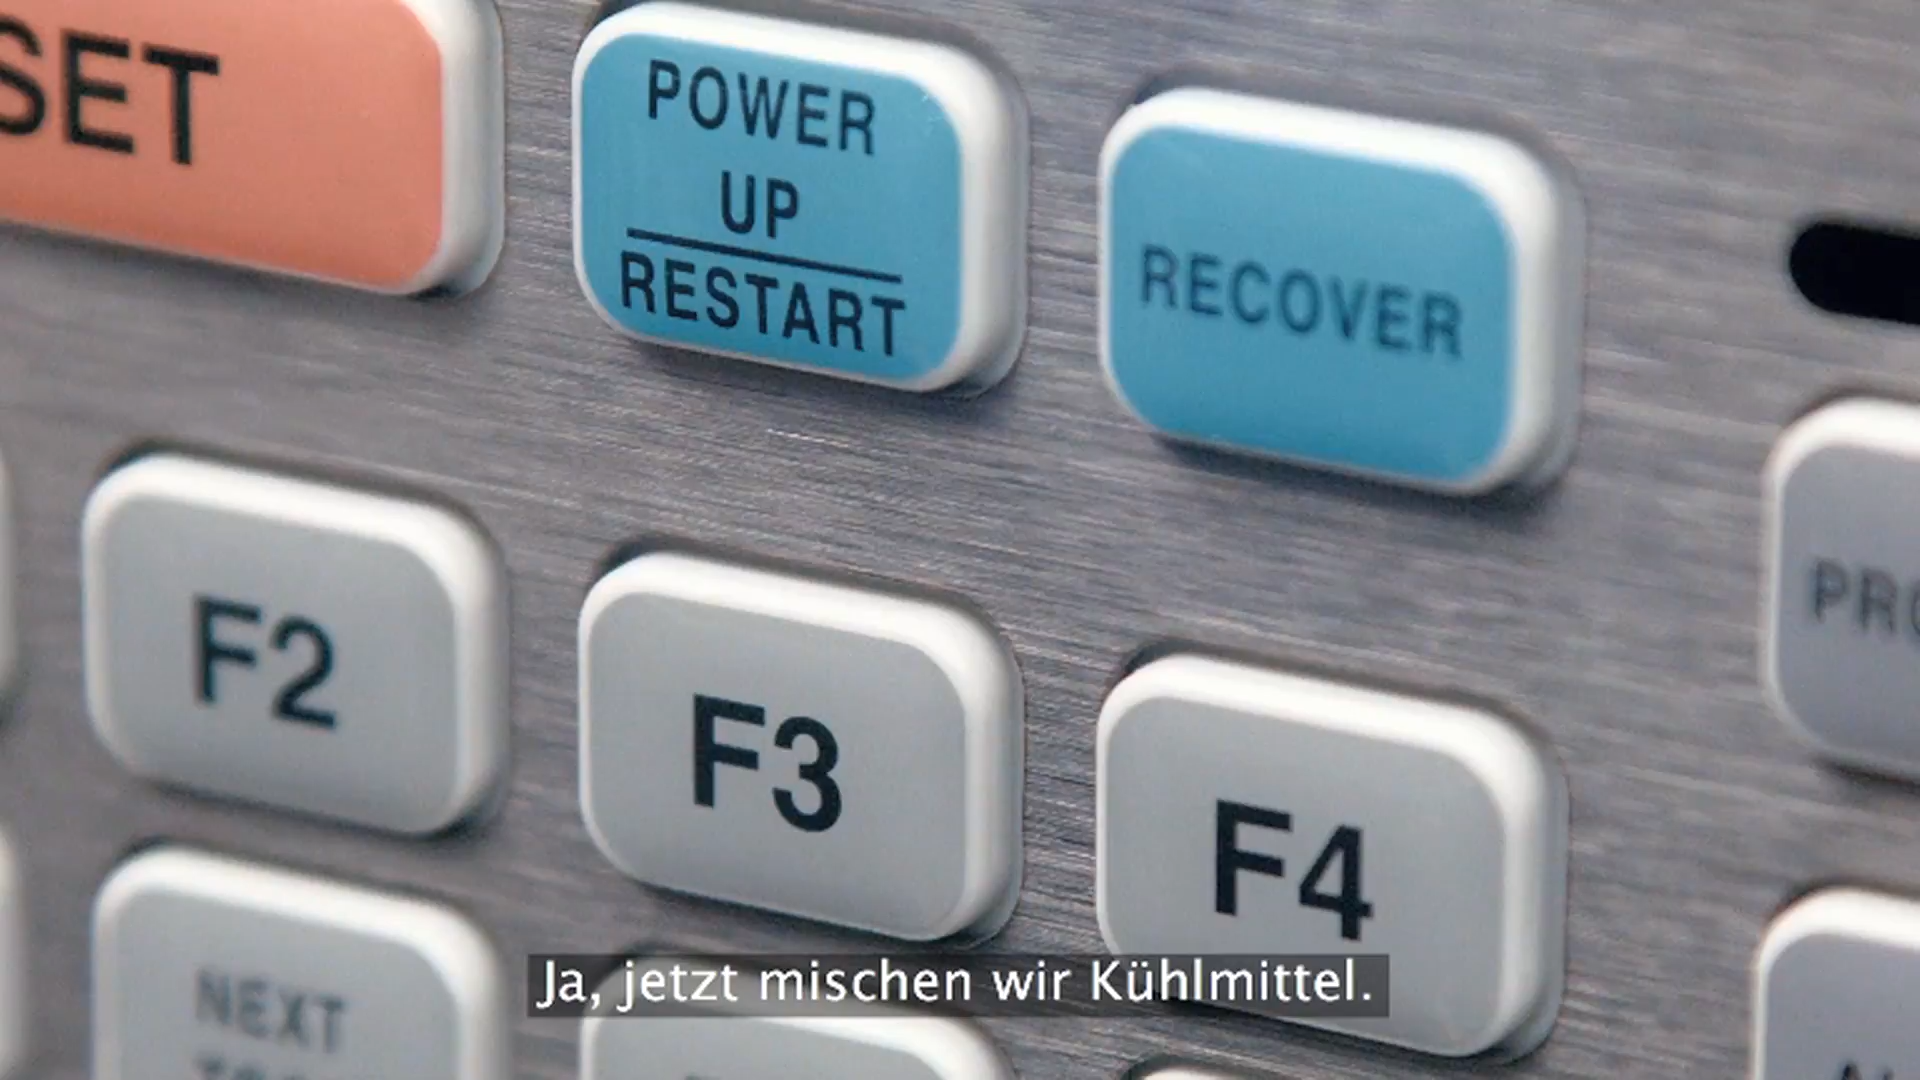 SET
POWER
UP
RESTART
RECOVER
F2
F3
F4
NEXT
Ja, jetzt mischen wir Kühlmittel.